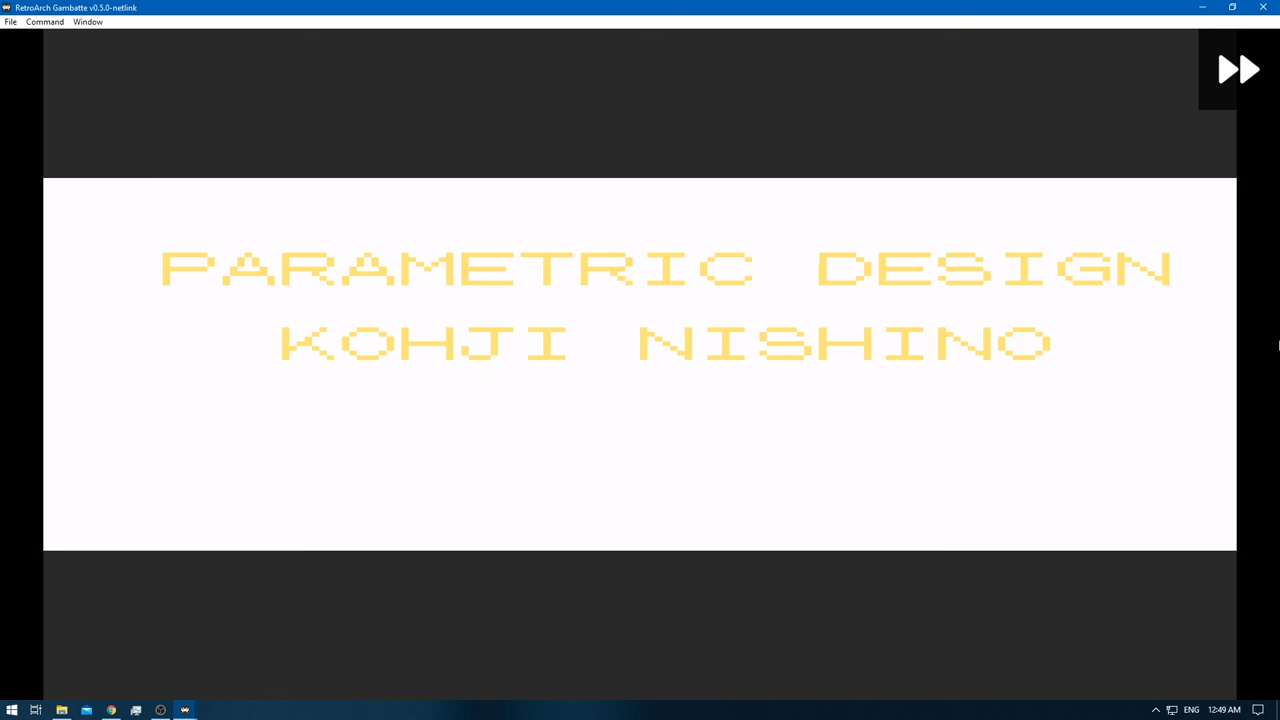 RetroArch Gambatte v0.5.0-netlink
File Command Window
PARAMETRIC DESIGN
KOHJI NISHINO
ENG 12:49 AM